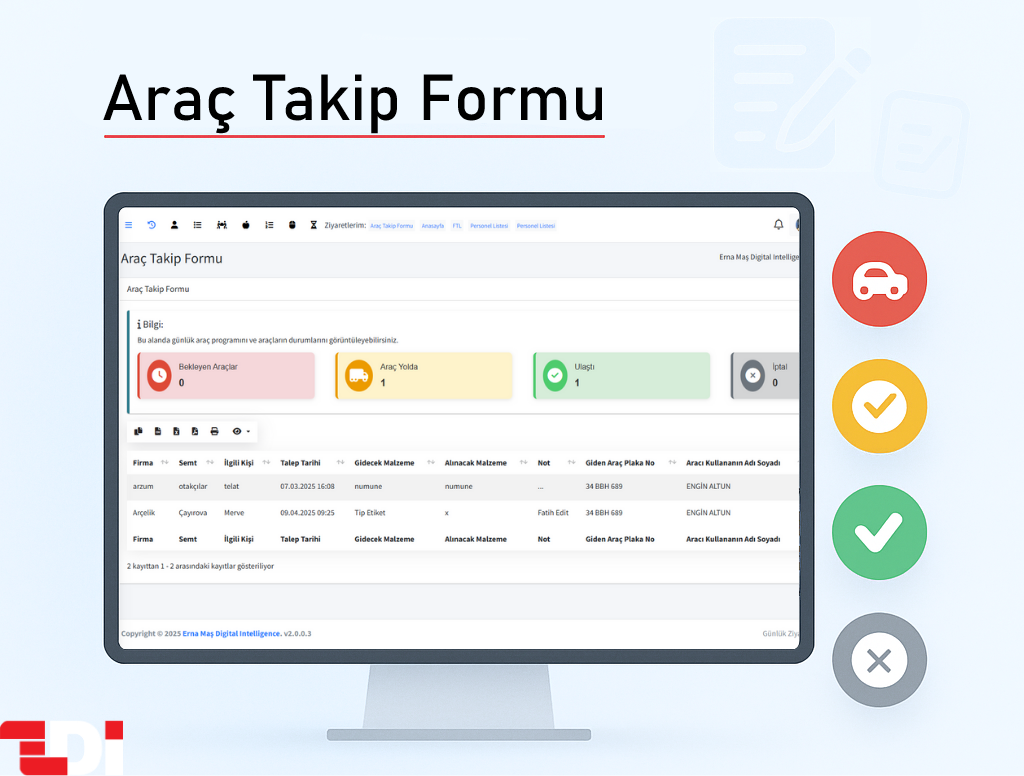 Araç Takip Formu
Ziyaretlerim: Araç Takip Formu Anasayfa FTL Personel Listesi Personel Listesi
Araç Takip Formu
Erna Maş Digital Intellige
Araç Takip Formu
Bilgi:
Bu alanda günlük araç programını ve araçların durumlarını görüntüleyebilirsiniz.
Bekleyen Araçlar
0
Araç Yolda
1
Ulaştı
1
İptal
0
Firma Semt İlgili Kişi Talep Tarihi Gidecek Malzeme Alınacak Malzeme Not Giden Araç Plaka No Aracı Kullananın Adı Soyadı
arzum otakçılar telat 07.03.2025 16:08 numune numune ... 34 BBH 689 ENGİN ALTUN
Arçelik Çayırova Merve 09.04.2025 09:25 Tip Etiket x Fatih Edit 34 BBH 689 ENGİN ALTUN
Firma Semt İlgili Kişi Talep Tarihi Gidecek Malzeme Alınacak Malzeme Not Giden Araç Plaka No Aracı Kullananın Adı Soyadı
2 kayıttan 1 - 2 arasındaki kayıtlar gösteriliyor
Copyright © 2025 Erna Maş Digital Intelligence. v2.0.0.3
Günlük Ziya
EDI